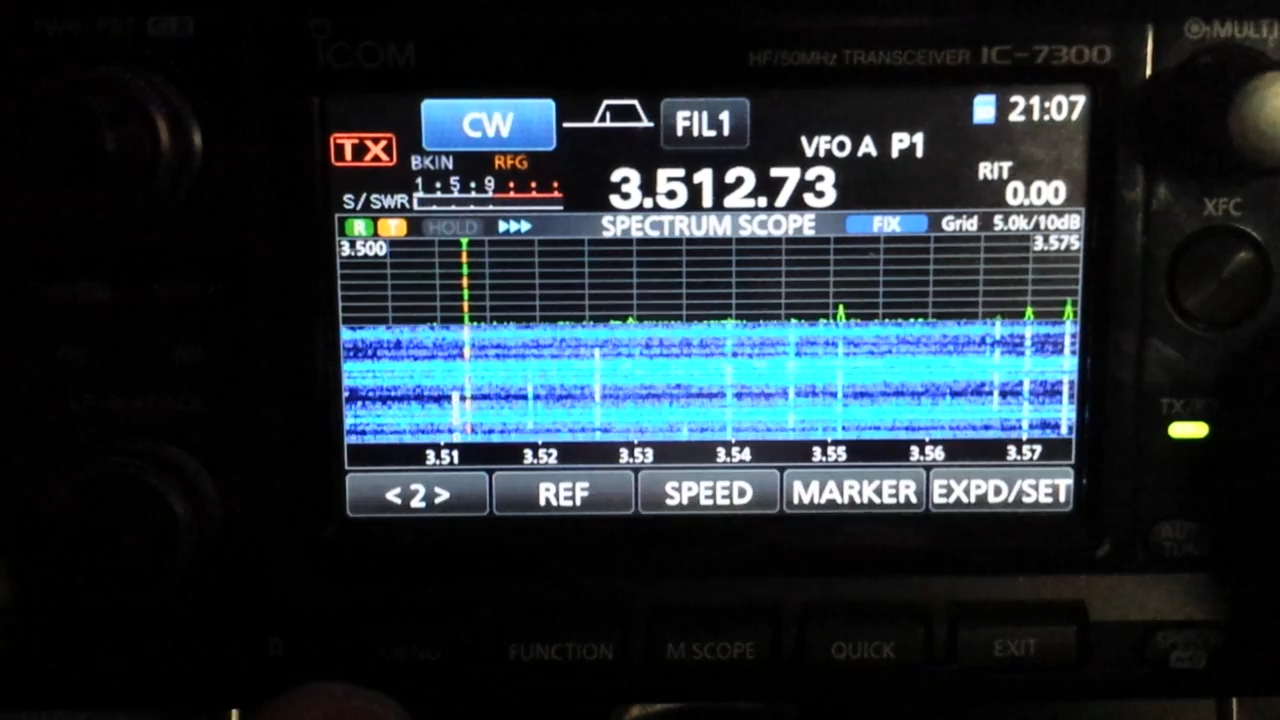 ICOM
HF/50MHz TRANSCEIVER IC-7300
MULTI
CW
FIL1
21:07
TX
BKIN
RFG
VFO A P1
1 5 9
S/SWR
3.512.73
RIT
0.00
XFC
R T HOLD
SPECTRUM SCOPE
FIX
Grid 5.0k/10dB
3.500
3.575
3.51 3.52 3.53 3.54 3.55 3.56 3.57
< 2 >
REF
SPEED
MARKER
EXPD/SET
MENU
FUNCTION
M.SCOPE
QUICK
EXIT